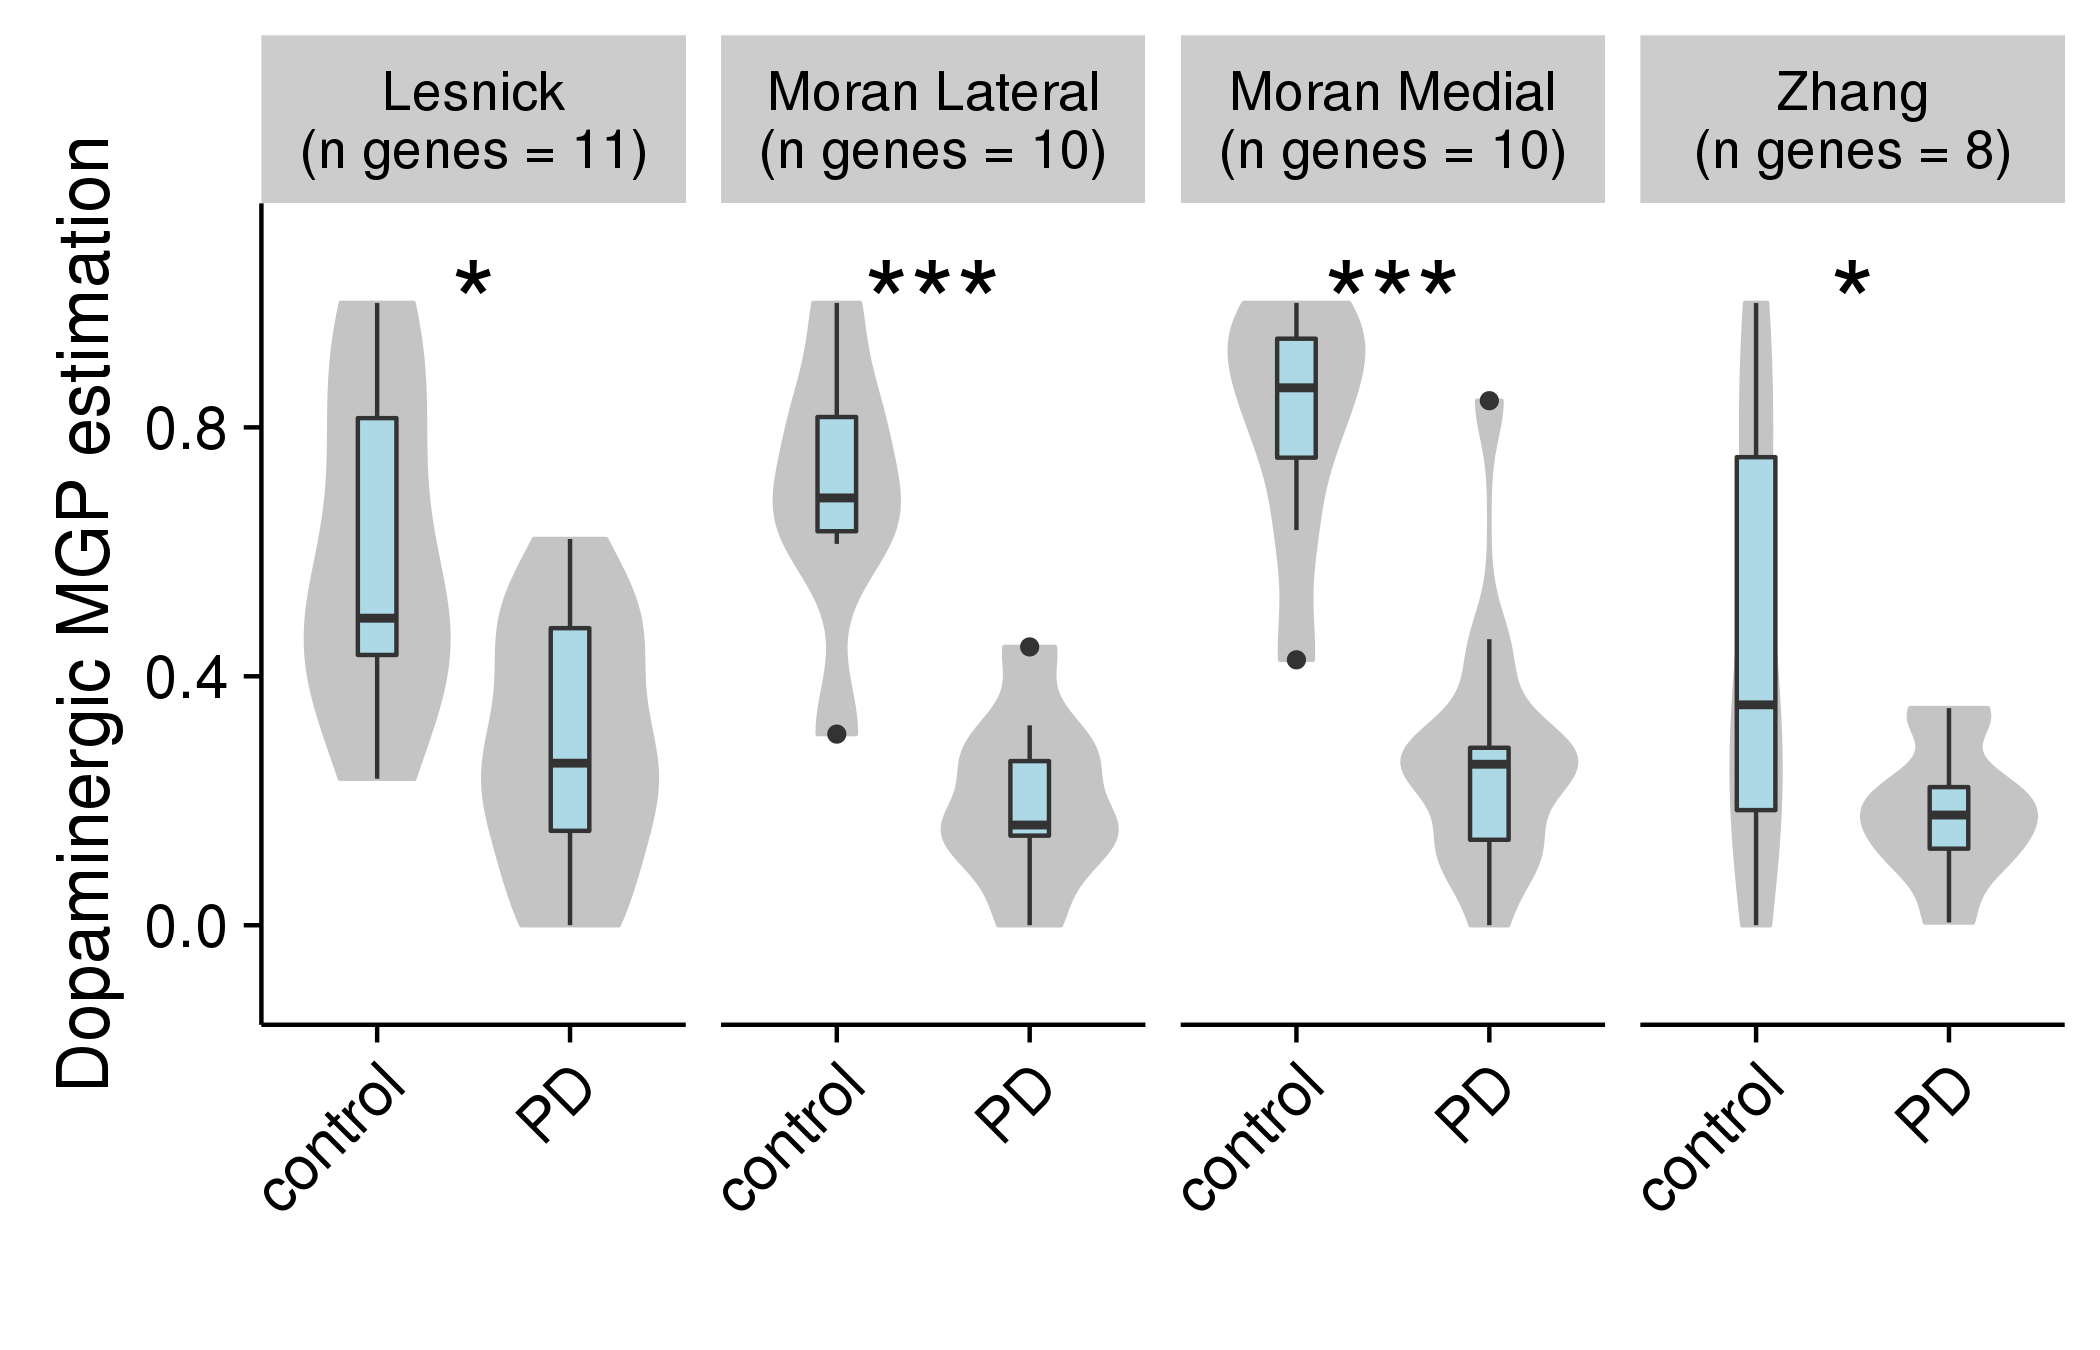 Lesnick
(n genes = 11)
Moran Lateral
(n genes = 10)
Moran Medial
(n genes = 10)
Zhang
(n genes = 8)
Dopaminergic MGP estimation
*
***
***
*
0.8
0.4
0.0
control
PD
control
PD
control
PD
control
PD